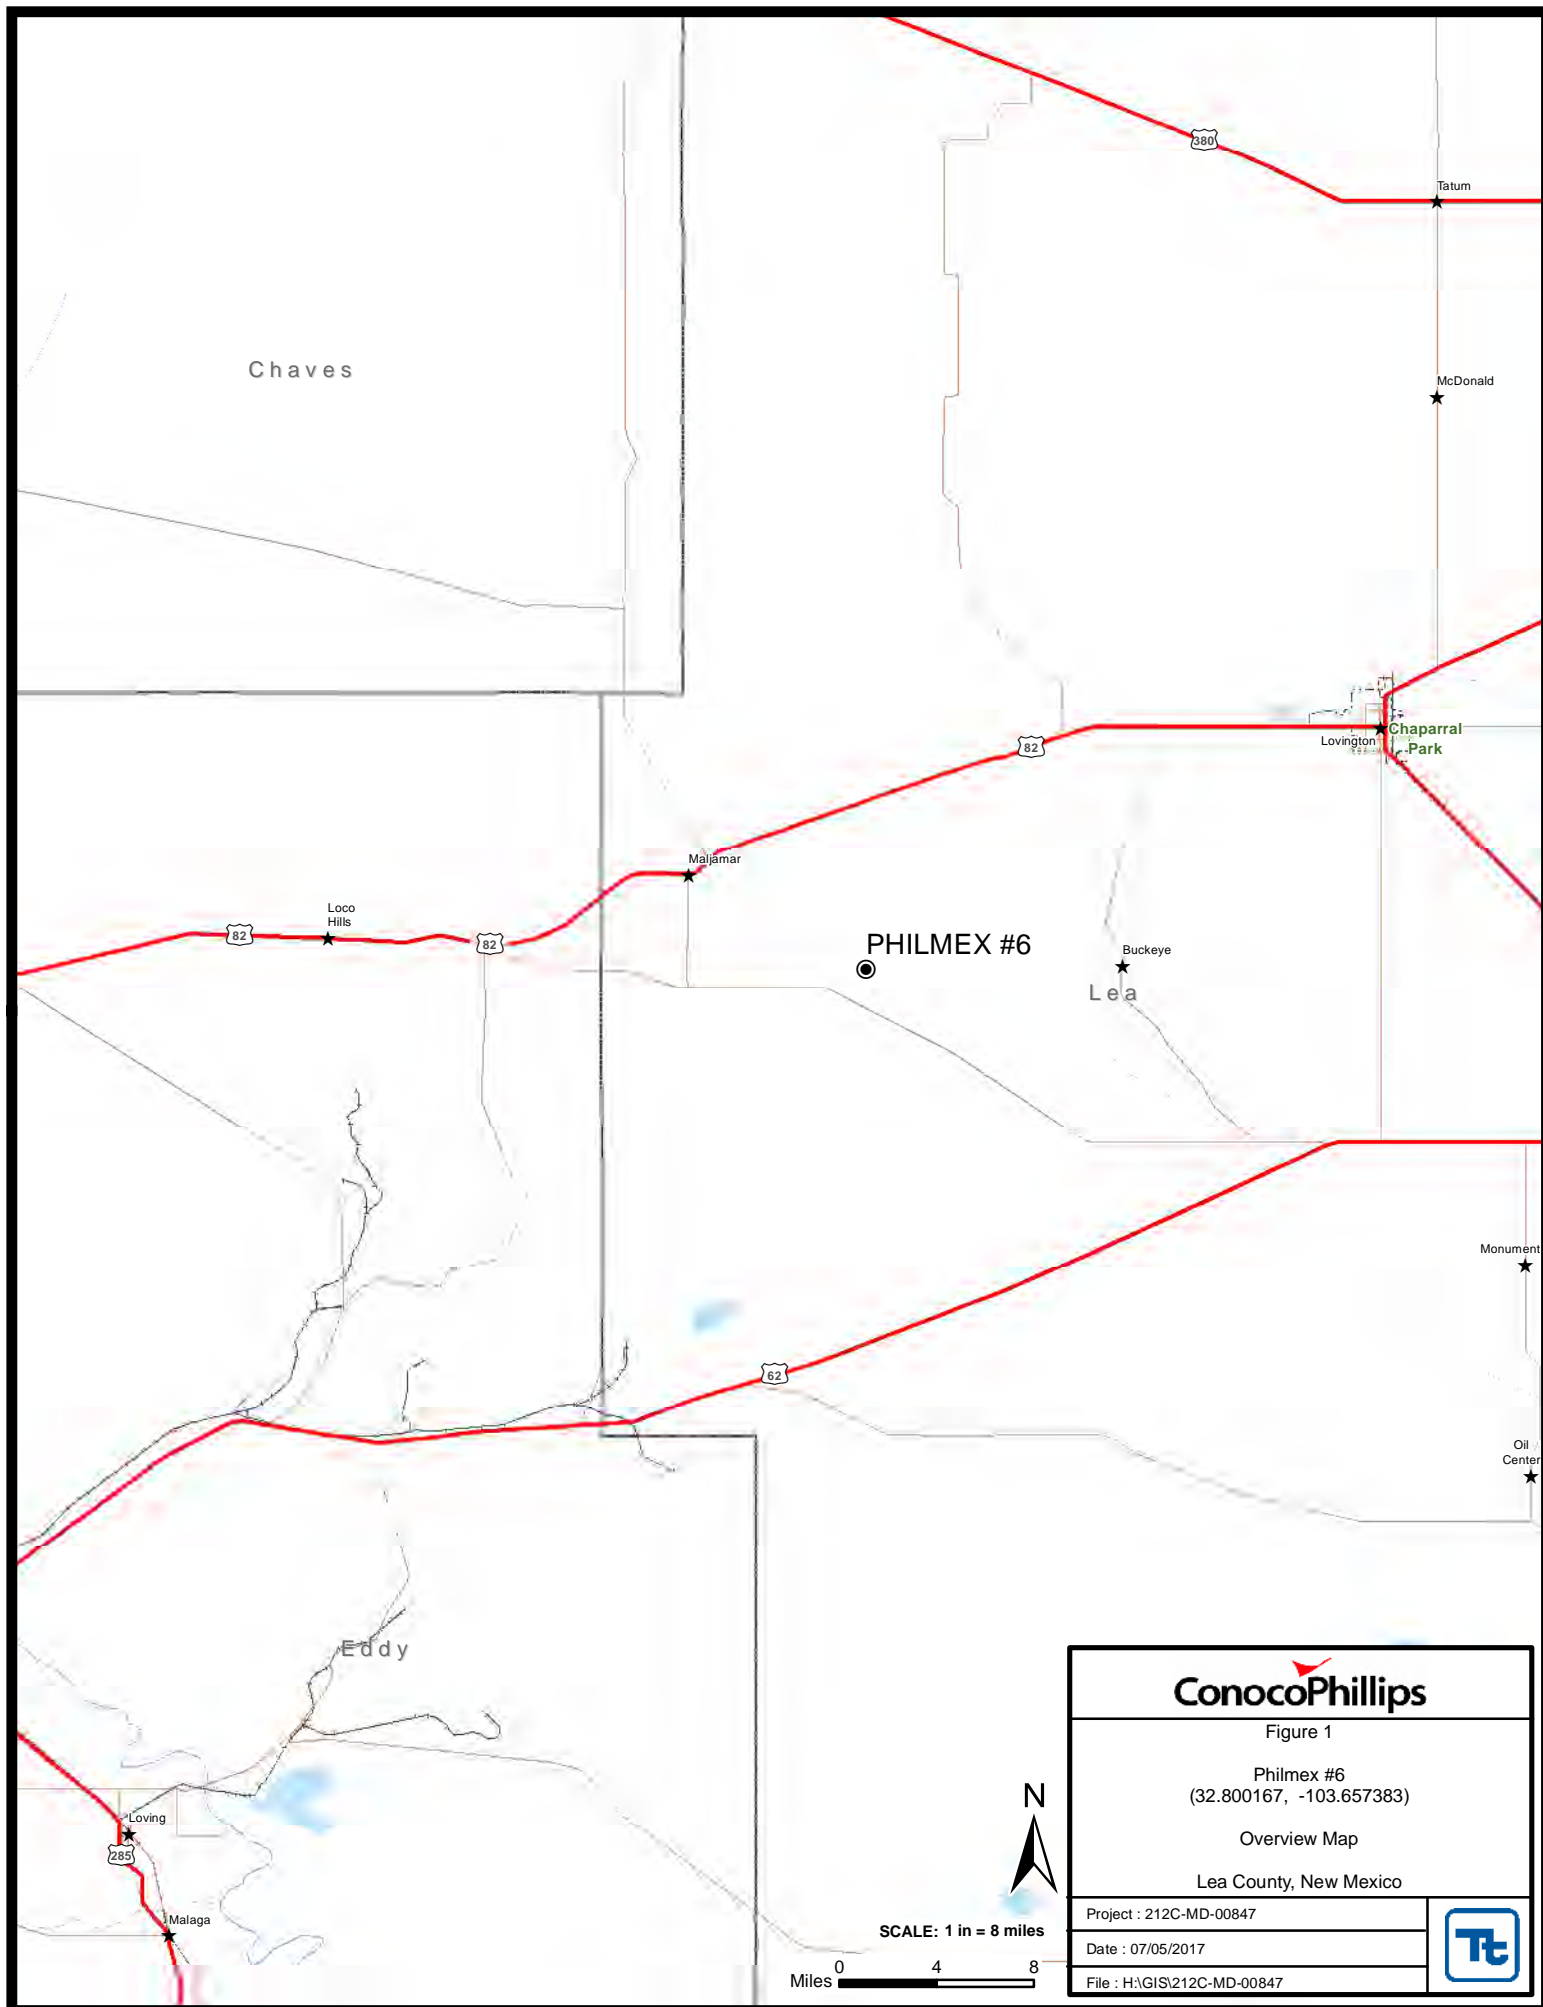 380
Tatum
Chaves
McDonald
82
Lovington
Chaparral
Park
Maljamar
Loco
Hills
82
82
PHILMEX #6
Buckeye
Lea
Monument
62
Oil
Center
Eddy
Loving
285
Malaga
N
SCALE: 1 in = 8 miles
0 4 8
Miles
ConocoPhillips
Figure 1
Philmex #6
(32.800167, -103.657383)
Overview Map
Lea County, New Mexico
Project : 212C-MD-00847
Date : 07/05/2017
File : H:\GIS\212C-MD-00847
Tt